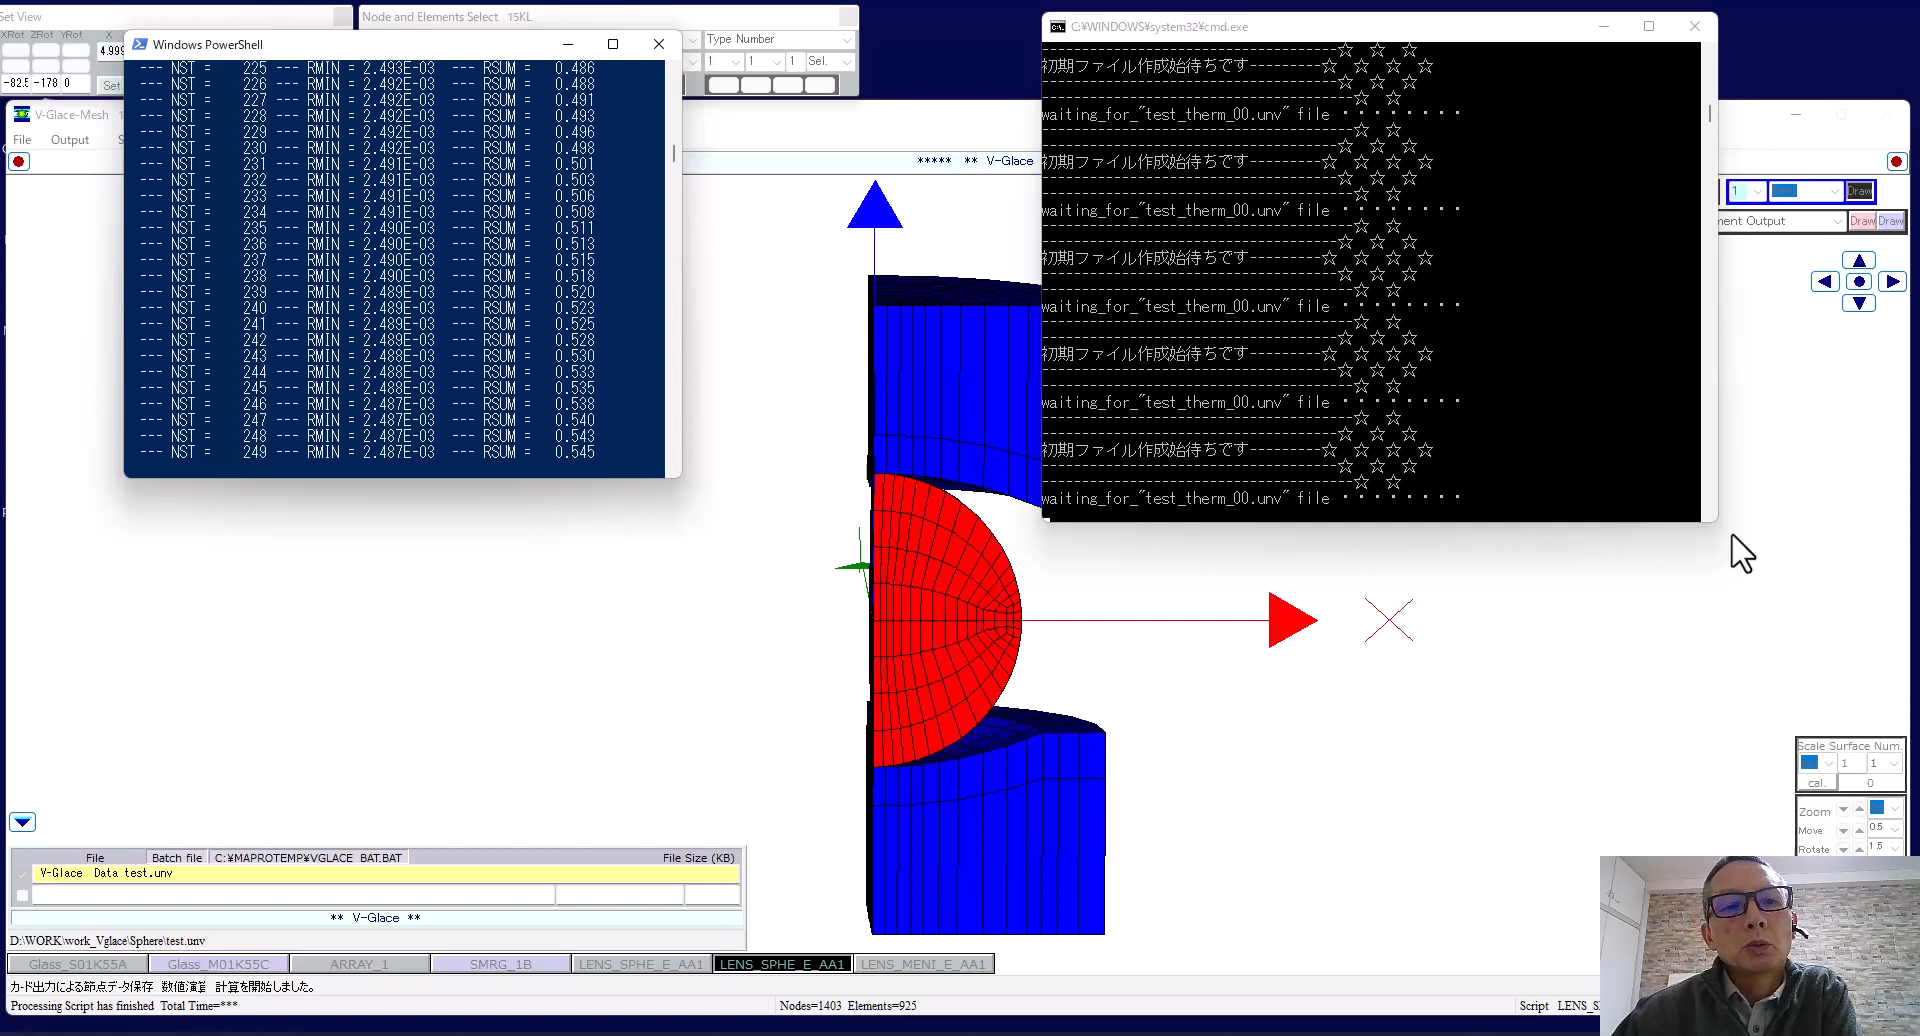 Set View
Node and Elements Select   15KL
XRot ZRot YRot   X
4.999
-82.5 -178 0
Set
Type Number
1   1   1   Sel.
Windows PowerShell
--- NST =    225 --- RMIN = 2.493E-03  --- RSUM =   0.486
--- NST =    226 --- RMIN = 2.492E-03  --- RSUM =   0.488
--- NST =    227 --- RMIN = 2.492E-03  --- RSUM =   0.491
--- NST =    228 --- RMIN = 2.492E-03  --- RSUM =   0.493
--- NST =    229 --- RMIN = 2.492E-03  --- RSUM =   0.496
--- NST =    230 --- RMIN = 2.492E-03  --- RSUM =   0.498
--- NST =    231 --- RMIN = 2.491E-03  --- RSUM =   0.501
--- NST =    232 --- RMIN = 2.491E-03  --- RSUM =   0.503
--- NST =    233 --- RMIN = 2.491E-03  --- RSUM =   0.506
--- NST =    234 --- RMIN = 2.491E-03  --- RSUM =   0.508
--- NST =    235 --- RMIN = 2.490E-03  --- RSUM =   0.511
--- NST =    236 --- RMIN = 2.490E-03  --- RSUM =   0.513
--- NST =    237 --- RMIN = 2.490E-03  --- RSUM =   0.515
--- NST =    238 --- RMIN = 2.490E-03  --- RSUM =   0.518
--- NST =    239 --- RMIN = 2.489E-03  --- RSUM =   0.520
--- NST =    240 --- RMIN = 2.489E-03  --- RSUM =   0.523
--- NST =    241 --- RMIN = 2.489E-03  --- RSUM =   0.525
--- NST =    242 --- RMIN = 2.489E-03  --- RSUM =   0.528
--- NST =    243 --- RMIN = 2.488E-03  --- RSUM =   0.530
--- NST =    244 --- RMIN = 2.488E-03  --- RSUM =   0.533
--- NST =    245 --- RMIN = 2.488E-03  --- RSUM =   0.535
--- NST =    246 --- RMIN = 2.487E-03  --- RSUM =   0.538
--- NST =    247 --- RMIN = 2.487E-03  --- RSUM =   0.540
--- NST =    248 --- RMIN = 2.487E-03  --- RSUM =   0.543
--- NST =    249 --- RMIN = 2.487E-03  --- RSUM =   0.545
C:¥WINDOWS¥system32¥cmd.exe
初期ファイル作成始待ちです---------☆ ☆ ☆ ☆
waiting_for_"test_therm_00.unv" file ········
初期ファイル作成始待ちです---------☆ ☆ ☆ ☆
waiting_for_"test_therm_00.unv" file ········
初期ファイル作成始待ちです---------☆ ☆ ☆ ☆
waiting_for_"test_therm_00.unv" file ········
初期ファイル作成始待ちです---------☆ ☆ ☆ ☆
waiting_for_"test_therm_00.unv" file ········
初期ファイル作成始待ちです---------☆ ☆ ☆ ☆
waiting_for_"test_therm_00.unv" file ········
V-Glace-Mesh
File   Output
***** ** V-Glace
1   Draw
ment Output   Draw Draw
Scale Surface Num.
1   1
cal.   0
Zoom
Move   0.5
Rotate   1.5
File   Batch file   C:¥MAPROTEMP¥VGLACE_BAT.BAT   File Size (KB)
V-Glace  Data test.unv
** V-Glace **
D:\WORK\work_Vglace\Sphere\test.unv
Glass_S01K55A   Glass_M01K55C   ARRAY_1   SMRG_1B   LENS_SPHE_E_AA1   LENS_SPHE_E_AA1   LENS_MENI_E_AA1
カード出力による節点データ保存  数値演算  計算を開始しました。
Processing Script has finished  Total Time=***   Nodes=1403  Elements=925   Script   LENS_S